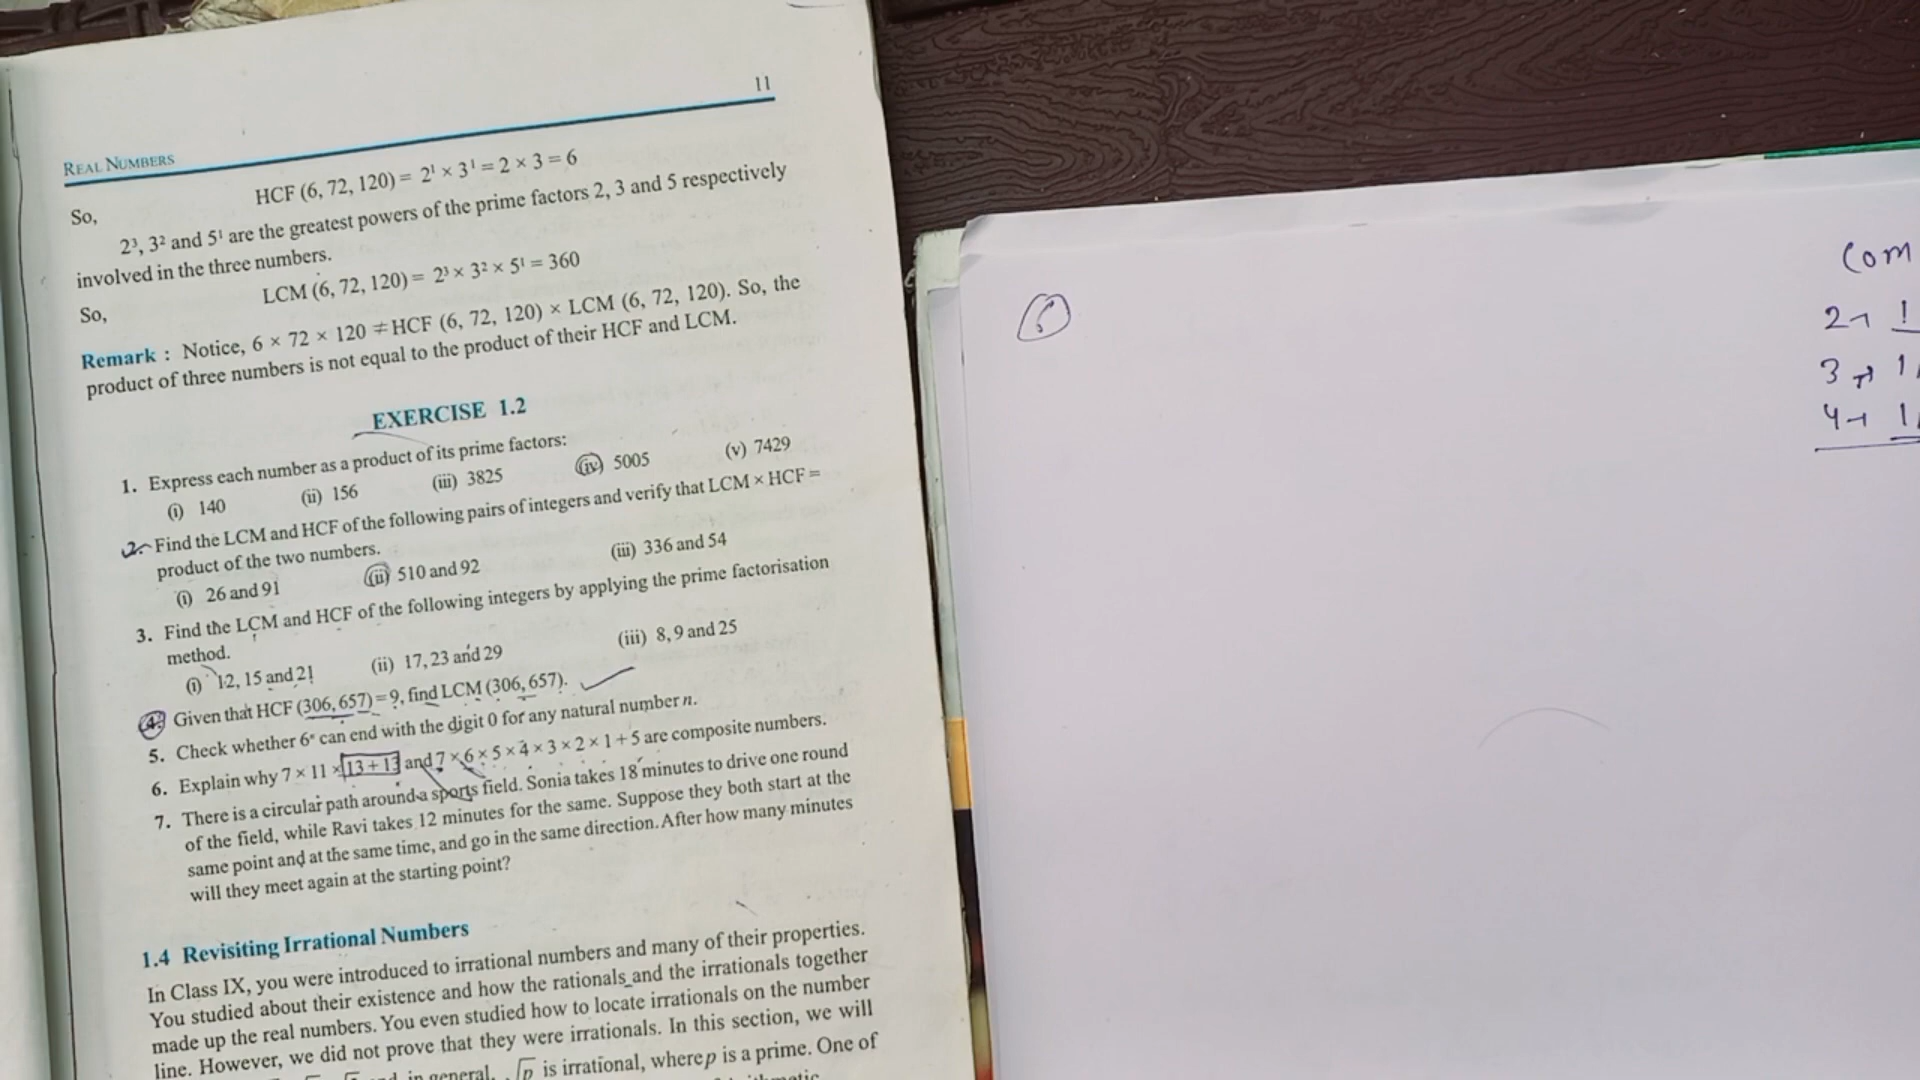 11
REAL NUMBERS
HCF (6, 72, 120) = 2¹ × 3¹ = 2 × 3 = 6
So,
2³, 3² and 5¹ are the greatest powers of the prime factors 2, 3 and 5 respectively
involved in the three numbers.
LCM (6, 72, 120) = 2³ × 3² × 5¹ = 360
So,
Remark : Notice, 6 × 72 × 120 ≠ HCF (6, 72, 120) × LCM (6, 72, 120). So, the
product of three numbers is not equal to the product of their HCF and LCM.
EXERCISE 1.2
1. Express each number as a product of its prime factors:
(i) 140 (ii) 156 (iii) 3825 (iv) 5005 (v) 7429
2. Find the LCM and HCF of the following pairs of integers and verify that LCM × HCF =
product of the two numbers.
(i) 26 and 91 (ii) 510 and 92 (iii) 336 and 54
3. Find the LCM and HCF of the following integers by applying the prime factorisation
method.
(i) 12, 15 and 21 (ii) 17, 23 and 29 (iii) 8, 9 and 25
4. Given that HCF (306, 657) = 9, find LCM (306, 657).
5. Check whether 6ⁿ can end with the digit 0 for any natural number n.
6. Explain why 7 × 11 × 13 + 13 and 7 × 6 × 5 × 4 × 3 × 2 × 1 + 5 are composite numbers.
7. There is a circular path around a sports field. Sonia takes 18 minutes to drive one round
of the field, while Ravi takes 12 minutes for the same. Suppose they both start at the
same point and at the same time, and go in the same direction. After how many minutes
will they meet again at the starting point?
1.4 Revisiting Irrational Numbers
In Class IX, you were introduced to irrational numbers and many of their properties.
You studied about their existence and how the rationals and the irrationals together
made up the real numbers. You even studied how to locate irrationals on the number
line. However, we did not prove that they were irrationals. In this section, we will
in general, √p is irrational, where p is a prime. One of
6
Com
2→ 1
3→ 1,
4→ 1,